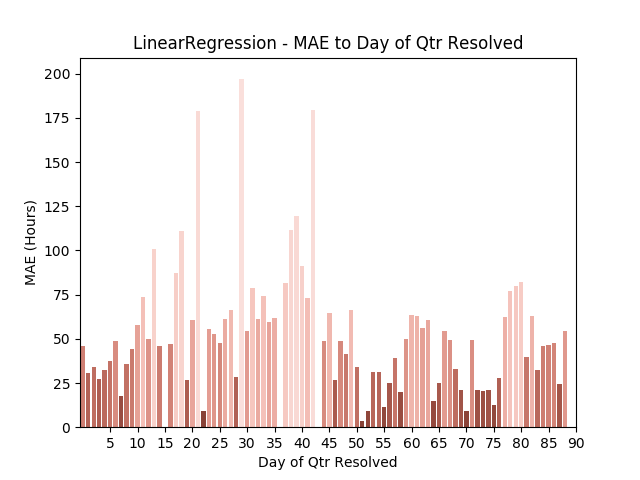 LinearRegression - MAE to Day of Qtr Resolved
200
175
150
125
100
75
50
25
0
MAE (Hours)
5 10 15 20 25 30 35 40 45 50 55 60 65 70 75 80 85 90
Day of Qtr Resolved